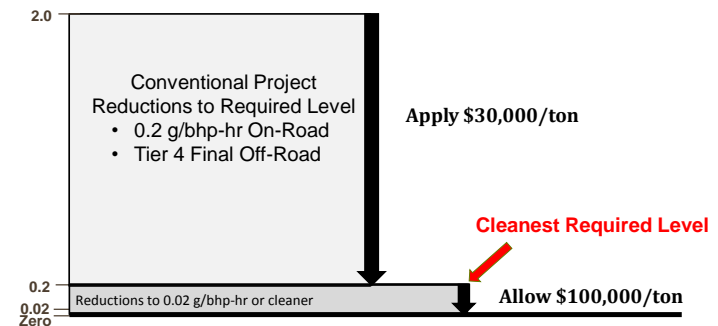 2.0
Conventional Project
Reductions to Required Level
• 0.2 g/bhp-hr On-Road
• Tier 4 Final Off-Road
Apply $30,000/ton
Cleanest Required Level
0.2
Reductions to 0.02 g/bhp-hr or cleaner
Allow $100,000/ton
0.02
Zero